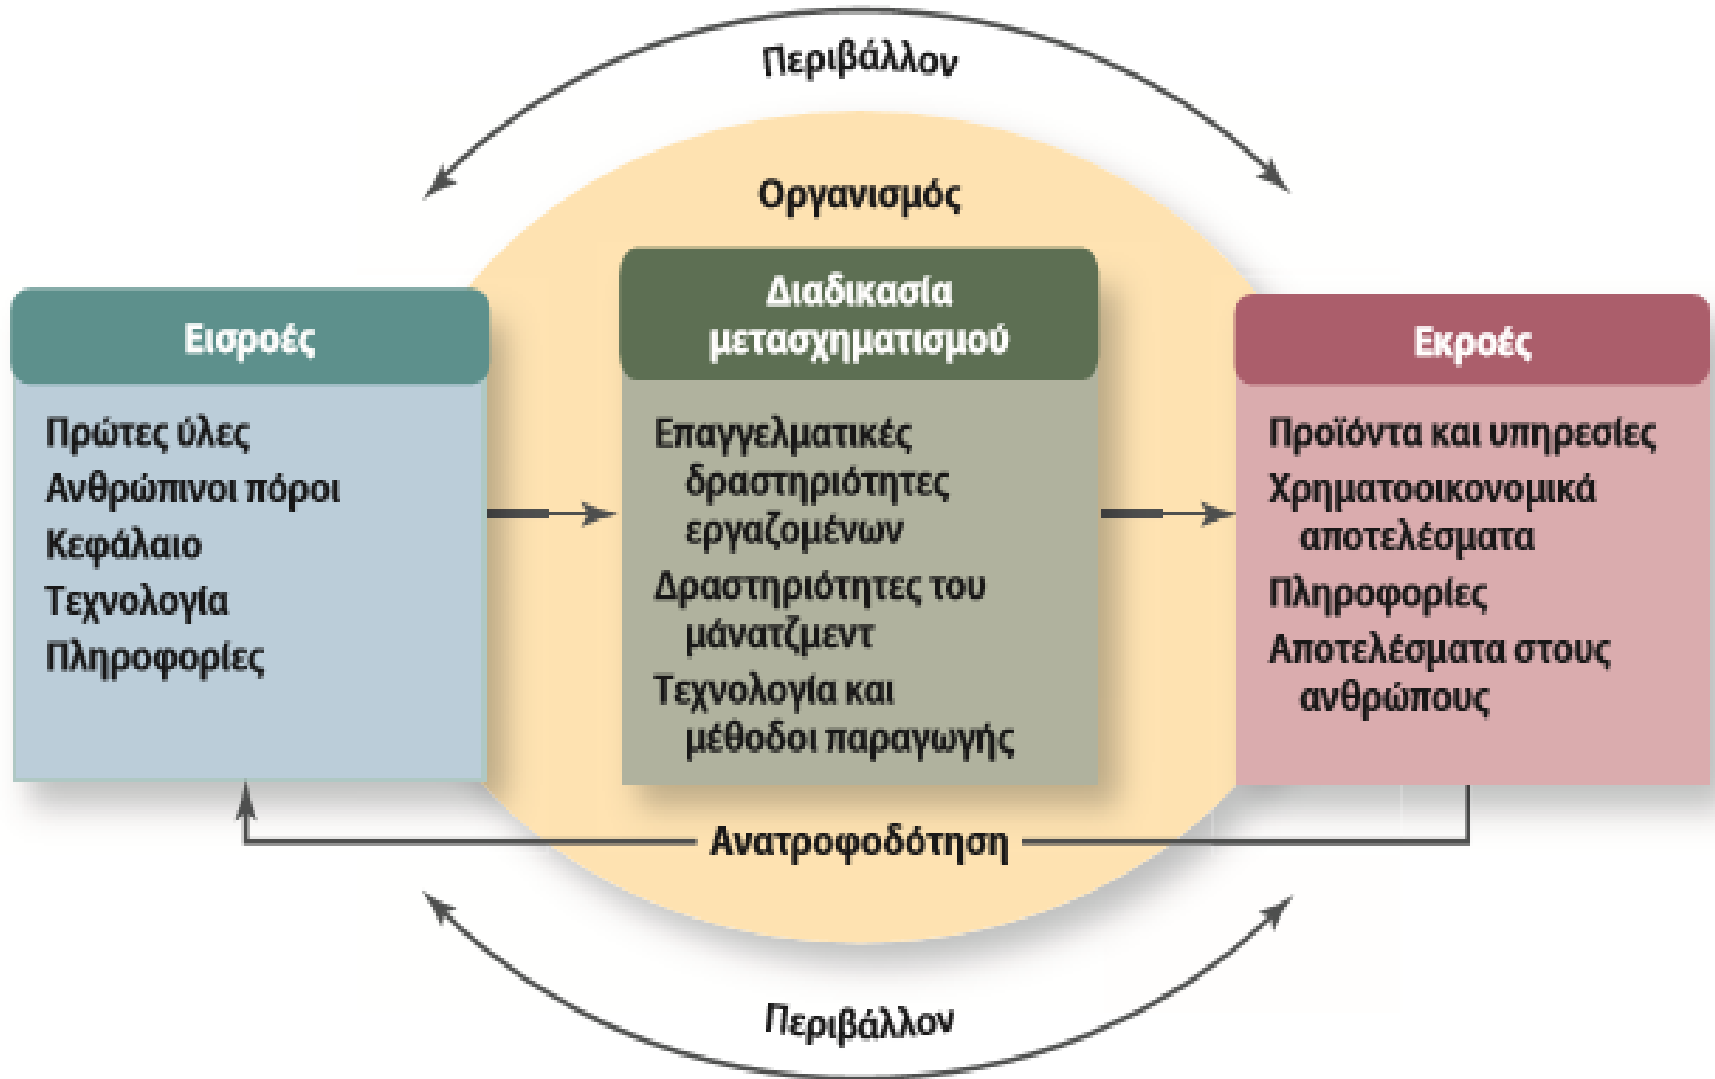 Περιβάλλον
Οργανισμός
Εισροές
Πρώτες ύλες
Ανθρώπινοι πόροι
Κεφάλαιο
Τεχνολογία
Πληροφορίες
Διαδικασία
μετασχηματισμού
Επαγγελματικές
δραστηριότητες
εργαζομένων
Δραστηριότητες του
μάνατζμεντ
Τεχνολογία και
μέθοδοι παραγωγής
Εκροές
Προϊόντα και υπηρεσίες
Χρηματοοικονομικά
αποτελέσματα
Πληροφορίες
Αποτελέσματα στους
ανθρώπους
Ανατροφοδότηση
Περιβάλλον